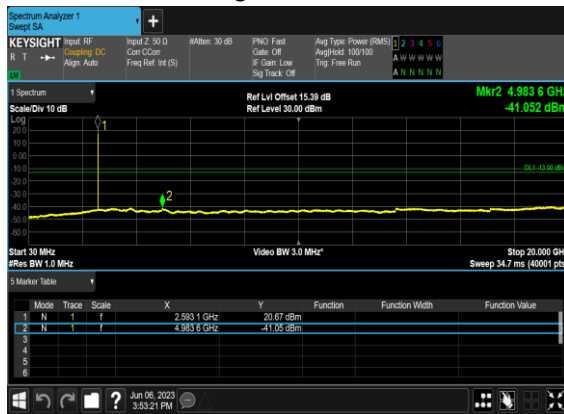 Spectrum Analyzer 1
Swept SA
+
KEYSIGHT Input: RF Input Z: 50 Ω #Atten: 30 dB PNO: Fast Avg Type: Power (RMS) 1 2 3 4 5 6
R T Coupling: DC Corr CCorr Gate: Off Avg|Hold: 100/100 A W W W W W
Align: Auto Freq Ref: Int (S) IF Gain: Low Trig: Free Run
Sig Track: Off A N N N N N
1 Spectrum Ref Lvl Offset 15.39 dB Mkr2 4.983 6 GHz
Scale/Div 10 dB Ref Level 30.00 dBm -41.052 dBm
Log
1
20.0
10.0
0.00
-10.0 DL1 -13.00 dB
-20.0
-30.0 2
-40.0
-50.0
-60.0
Start 30 MHz Video BW 3.0 MHz* Stop 20.000 GH
#Res BW 1.0 MHz Sweep 34.7 ms (40001 pts
5 Marker Table
Mode Trace Scale X Y Function Function Width Function Value
1 N 1 f 2.593 1 GHz 20.67 dBm
2 N 1 f 4.983 6 GHz -41.05 dBm
3
4
5
6
? Jun 06, 2023
3:53:21 PM